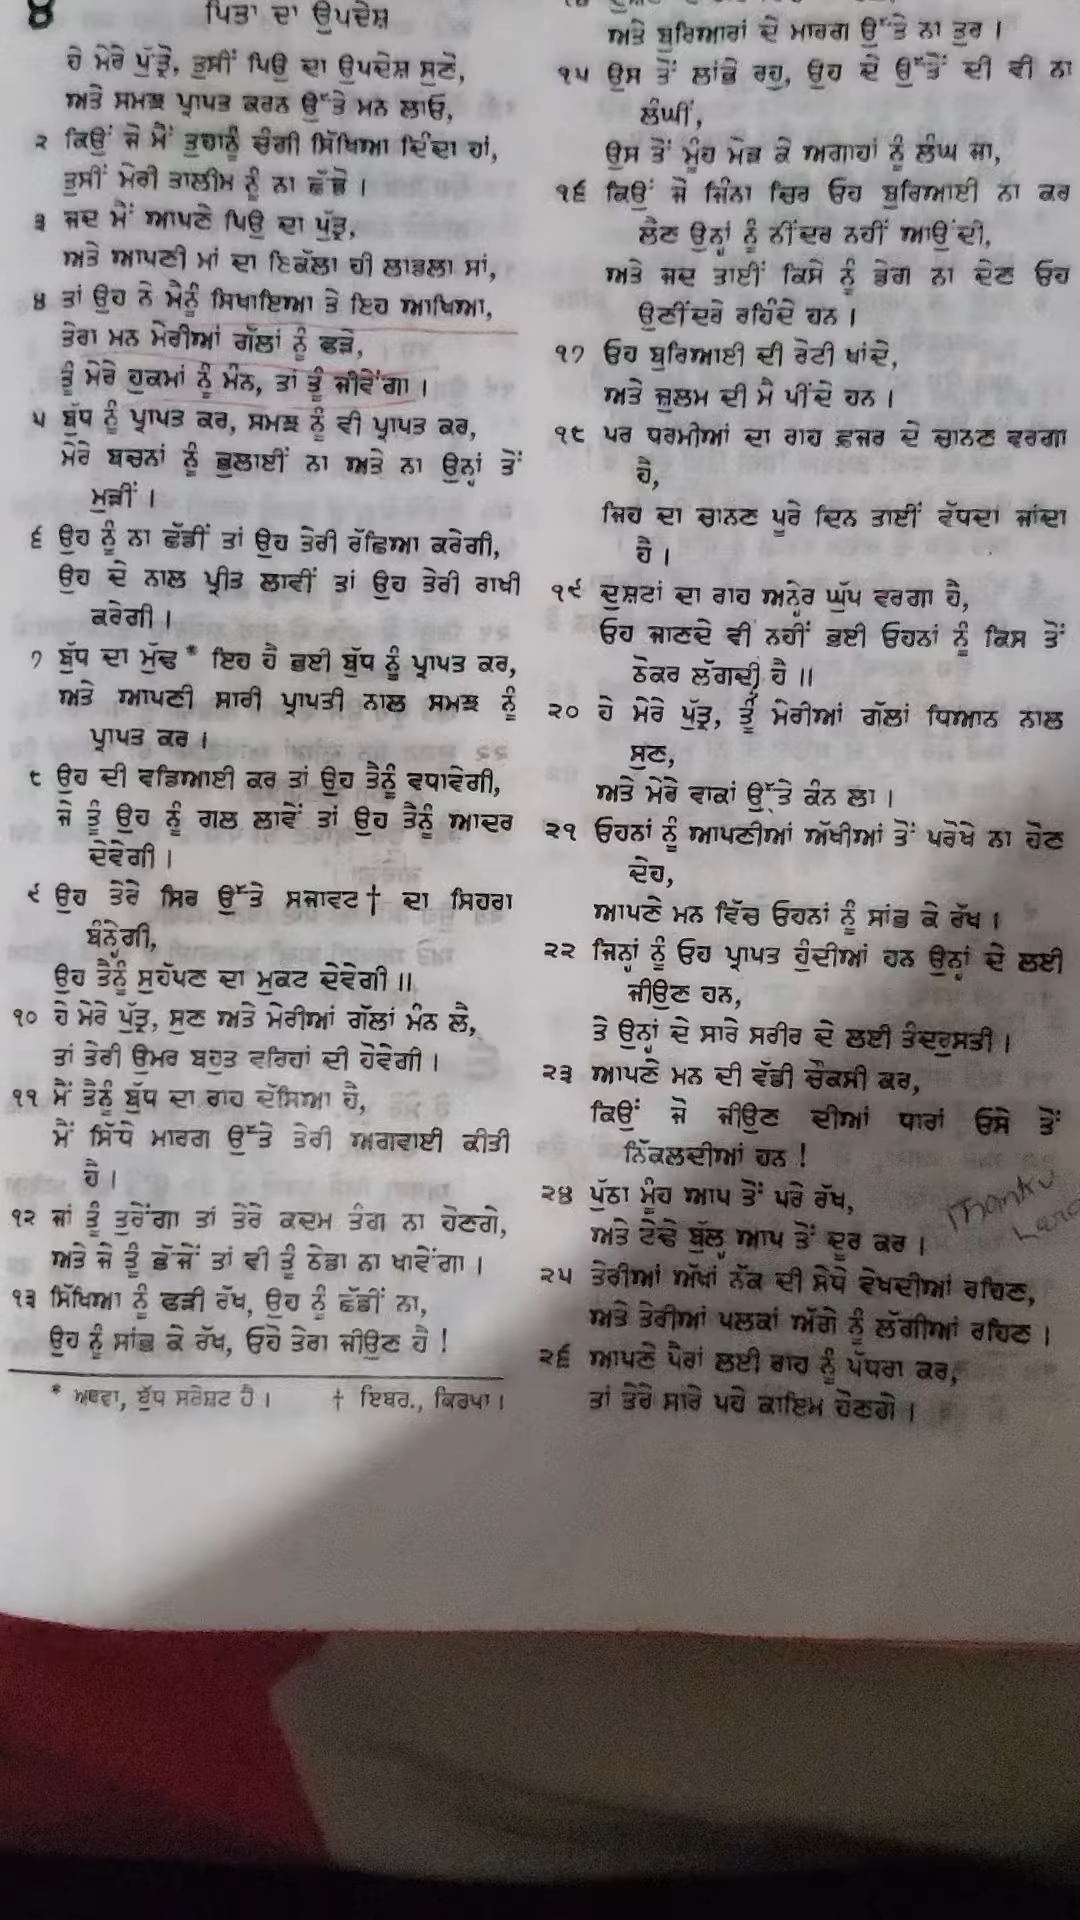 ੪
ਪਿਤਾ ਦਾ ਉਪਦੇਸ਼
ਹੇ ਮੇਰੇ ਪੁੱਤ੍ਰੋ, ਤੁਸੀਂ ਪਿਉ ਦਾ ਉਪਦੇਸ਼ ਸੁਣੋ,
ਅਤੇ ਸਮਝ ਪ੍ਰਾਪਤ ਕਰਨ ਉੱਤੇ ਮਨ ਲਾਓ,
੨ ਕਿਉਂ ਜੋ ਮੈਂ ਤੁਹਾਨੂੰ ਚੰਗੀ ਸਿੱਖਿਆ ਦਿੰਦਾ ਹਾਂ,
ਤੁਸੀਂ ਮੇਰੀ ਤਾਲੀਮ ਨੂੰ ਨਾ ਛੱਡੋ ।
੩ ਜਦ ਮੈਂ ਆਪਣੇ ਪਿਉ ਦਾ ਪੁੱਤ੍ਰ,
ਅਤੇ ਆਪਣੀ ਮਾਂ ਦਾ ਇਕੱਲਾ ਹੀ ਲਾਡਲਾ ਸਾਂ,
੪ ਤਾਂ ਉਹ ਨੇ ਮੈਨੂੰ ਸਿਖਾਇਆ ਤੇ ਇਹ ਆਖਿਆ,
ਤੇਰਾ ਮਨ ਮੇਰੀਆਂ ਗੱਲਾਂ ਨੂੰ ਫੜੇ,
ਤੂੰ ਮੇਰੇ ਹੁਕਮਾਂ ਨੂੰ ਮੰਨ, ਤਾਂ ਤੂੰ ਜੀਵੇਂਗਾ ।
੫ ਬੁੱਧ ਨੂੰ ਪ੍ਰਾਪਤ ਕਰ, ਸਮਝ ਨੂੰ ਵੀ ਪ੍ਰਾਪਤ ਕਰ,
ਮੇਰੇ ਬਚਨਾਂ ਨੂੰ ਭੁਲਾਈਂ ਨਾ ਅਤੇ ਨਾ ਉਨ੍ਹਾਂ ਤੋਂ
ਮੁੜੀਂ ।
੬ ਉਹ ਨੂੰ ਨਾ ਛੱਡੀਂ ਤਾਂ ਉਹ ਤੇਰੀ ਰੱਛਿਆ ਕਰੇਗੀ,
ਉਹ ਦੇ ਨਾਲ ਪ੍ਰੀਤ ਲਾਵੀਂ ਤਾਂ ਉਹ ਤੇਰੀ ਰਾਖੀ
ਕਰੇਗੀ ।
੭ ਬੁੱਧ ਦਾ ਮੁੱਢ * ਇਹ ਹੈ ਭਈ ਬੁੱਧ ਨੂੰ ਪ੍ਰਾਪਤ ਕਰ,
ਅਤੇ ਆਪਣੀ ਸਾਰੀ ਪ੍ਰਾਪਤੀ ਨਾਲ ਸਮਝ ਨੂੰ
ਪ੍ਰਾਪਤ ਕਰ ।
੮ ਉਹ ਦੀ ਵਡਿਆਈ ਕਰ ਤਾਂ ਉਹ ਤੈਨੂੰ ਵਧਾਵੇਗੀ,
ਜੇ ਤੂੰ ਉਹ ਨੂੰ ਗਲ ਲਾਵੇਂ ਤਾਂ ਉਹ ਤੈਨੂੰ ਆਦਰ
ਦੇਵੇਗੀ ।
੯ ਉਹ ਤੇਰੇ ਸਿਰ ਉੱਤੇ ਸਜਾਵਟ † ਦਾ ਸਿਹਰਾ
ਬੰਨ੍ਹੇਗੀ,
ਉਹ ਤੈਨੂੰ ਸੁਹੱਪਣ ਦਾ ਮੁਕਟ ਦੇਵੇਗੀ ॥
੧੦ ਹੇ ਮੇਰੇ ਪੁੱਤ੍ਰ, ਸੁਣ ਅਤੇ ਮੇਰੀਆਂ ਗੱਲਾਂ ਮੰਨ ਲੈ,
ਤਾਂ ਤੇਰੀ ਉਮਰ ਬਹੁਤ ਵਰਿਹਾਂ ਦੀ ਹੋਵੇਗੀ ।
੧੧ ਮੈਂ ਤੈਨੂੰ ਬੁੱਧ ਦਾ ਰਾਹ ਦੱਸਿਆ ਹੈ,
ਮੈਂ ਸਿੱਧੇ ਮਾਰਗ ਉੱਤੇ ਤੇਰੀ ਅਗਵਾਈ ਕੀਤੀ
ਹੈ ।
੧੨ ਜਾਂ ਤੂੰ ਤੁਰੇਂਗਾ ਤਾਂ ਤੇਰੇ ਕਦਮ ਤੰਗ ਨਾ ਹੋਣਗੇ,
ਅਤੇ ਜੇ ਤੂੰ ਭੱਜੇਂ ਤਾਂ ਵੀ ਤੂੰ ਠੇਡਾ ਨਾ ਖਾਵੇਂਗਾ ।
੧੩ ਸਿੱਖਿਆ ਨੂੰ ਫੜੀ ਰੱਖ, ਉਹ ਨੂੰ ਛੱਡੀਂ ਨਾ,
ਉਹ ਨੂੰ ਸਾਂਭ ਕੇ ਰੱਖ, ਓਹੋ ਤੇਰਾ ਜੀਉਣ ਹੈ !
* ਅਥਵਾ, ਬੁੱਧ ਸਰੇਸ਼ਟ ਹੈ । † ਇਬਰ., ਕਿਰਪਾ ।
ਅਤੇ ਬੁਰਿਆਰਾਂ ਦੇ ਮਾਰਗ ਉੱਤੇ ਨਾ ਤੁਰ ।
੧੫ ਉਸ ਤੋਂ ਲਾਂਭੇ ਰਹੁ, ਉਹ ਦੇ ਉੱਤੋਂ ਦੀ ਵੀ ਨਾ
ਲੰਘੀਂ,
ਉਸ ਤੋਂ ਮੂੰਹ ਮੋੜ ਕੇ ਅਗਾਹਾਂ ਨੂੰ ਲੰਘ ਜਾ,
੧੬ ਕਿਉਂ ਜੋ ਜਿੰਨਾ ਚਿਰ ਓਹ ਬੁਰਿਆਈ ਨਾ ਕਰ
ਲੈਣ ਉਨ੍ਹਾਂ ਨੂੰ ਨੀਂਦਰ ਨਹੀਂ ਆਉਂਦੀ,
ਅਤੇ ਜਦ ਤਾਈਂ ਕਿਸੇ ਨੂੰ ਡੇਗ ਨਾ ਦੇਣ ਓਹ
ਉਣੀਂਦਰੇ ਰਹਿੰਦੇ ਹਨ ।
੧੭ ਓਹ ਬੁਰਿਆਈ ਦੀ ਰੋਟੀ ਖਾਂਦੇ,
ਅਤੇ ਜ਼ੁਲਮ ਦੀ ਮੈ ਪੀਂਦੇ ਹਨ ।
੧੮ ਪਰ ਧਰਮੀਆਂ ਦਾ ਰਾਹ ਫ਼ਜਰ ਦੇ ਚਾਨਣ ਵਰਗਾ
ਹੈ,
ਜਿਹ ਦਾ ਚਾਨਣ ਪੂਰੇ ਦਿਨ ਤਾਈਂ ਵੱਧਦਾ ਜਾਂਦਾ
ਹੈ ।
੧੯ ਦੁਸ਼ਟਾਂ ਦਾ ਰਾਹ ਅਨ੍ਹੇਰ ਘੁੱਪ ਵਰਗਾ ਹੈ,
ਓਹ ਜਾਣਦੇ ਵੀ ਨਹੀਂ ਭਈ ਓਹਨਾਂ ਨੂੰ ਕਿਸ ਤੋਂ
ਠੋਕਰ ਲੱਗਦੀ ਹੈ ॥
੨੦ ਹੇ ਮੇਰੇ ਪੁੱਤ੍ਰ, ਤੂੰ ਮੇਰੀਆਂ ਗੱਲਾਂ ਧਿਆਨ ਨਾਲ
ਸੁਣ,
ਅਤੇ ਮੇਰੇ ਵਾਕਾਂ ਉੱਤੇ ਕੰਨ ਲਾ ।
੨੧ ਓਹਨਾਂ ਨੂੰ ਆਪਣੀਆਂ ਅੱਖੀਆਂ ਤੋਂ ਪਰੋਖੇ ਨਾ ਹੋਣ
ਦੇਹ,
ਆਪਣੇ ਮਨ ਵਿੱਚ ਓਹਨਾਂ ਨੂੰ ਸਾਂਭ ਕੇ ਰੱਖ ।
੨੨ ਜਿਨ੍ਹਾਂ ਨੂੰ ਓਹ ਪ੍ਰਾਪਤ ਹੁੰਦੀਆਂ ਹਨ ਉਨ੍ਹਾਂ ਦੇ ਲਈ
ਜੀਉਣ ਹਨ,
ਤੇ ਉਨ੍ਹਾਂ ਦੇ ਸਾਰੇ ਸਰੀਰ ਦੇ ਲਈ ਤੰਦਰੁਸਤੀ ।
੨੩ ਆਪਣੇ ਮਨ ਦੀ ਵੱਡੀ ਚੌਕਸੀ ਕਰ,
ਕਿਉਂ ਜੋ ਜੀਉਣ ਦੀਆਂ ਧਾਰਾਂ ਓਸੇ ਤੋਂ
ਨਿੱਕਲਦੀਆਂ ਹਨ !
੨੪ ਪੁੱਠਾ ਮੂੰਹ ਆਪ ਤੋਂ ਪਰੇ ਰੱਖ,
ਅਤੇ ਟੇਢੇ ਬੁੱਲ੍ਹ ਆਪ ਤੋਂ ਦੂਰ ਕਰ ।
੨੫ ਤੇਰੀਆਂ ਅੱਖਾਂ ਨੱਕ ਦੀ ਸੇਧੇ ਵੇਖਦੀਆਂ ਰਹਿਣ,
ਅਤੇ ਤੇਰੀਆਂ ਪਲਕਾਂ ਅੱਗੇ ਨੂੰ ਲੱਗੀਆਂ ਰਹਿਣ ।
੨੬ ਆਪਣੇ ਪੈਰਾਂ ਲਈ ਰਾਹ ਨੂੰ ਪੱਧਰਾ ਕਰ,
ਤਾਂ ਤੇਰੇ ਸਾਰੇ ਪਹੇ ਕਾਇਮ ਹੋਣਗੇ ।